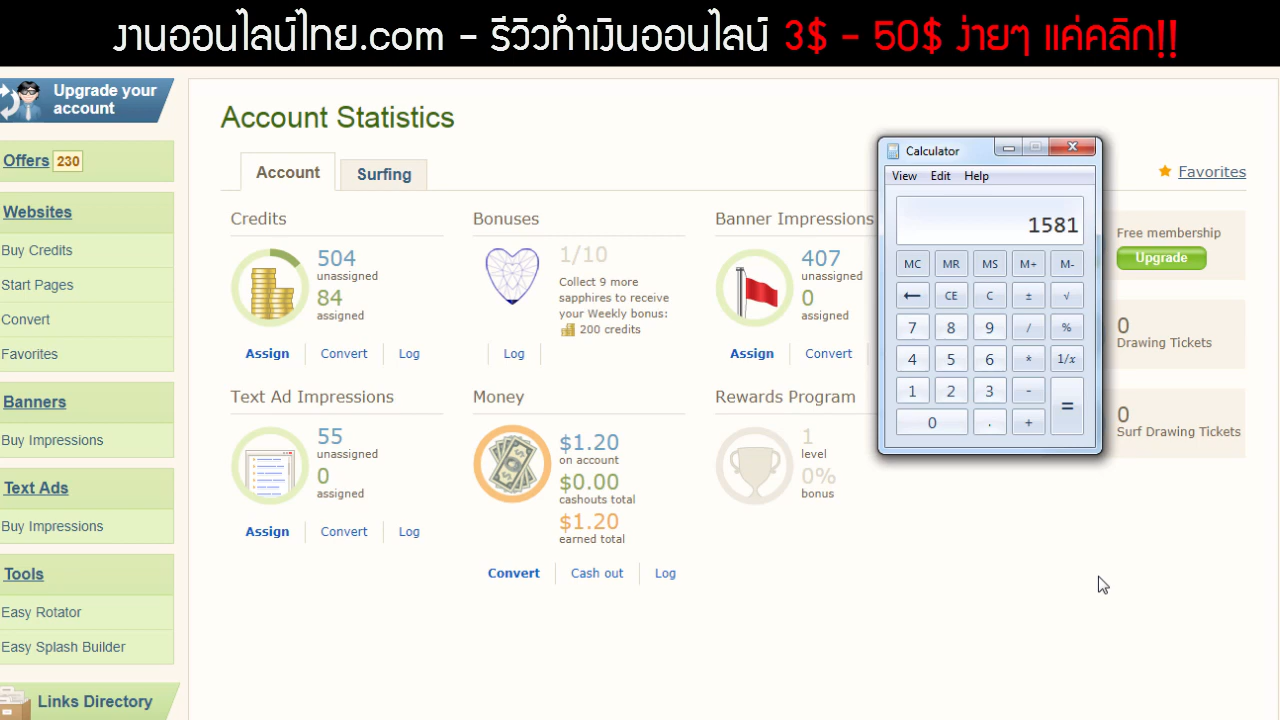 งานออนไลน์ไทย.com - รีวิวทำเงินออนไลน์ 3$ - 50$ ง่ายๆ แค่คลิก!!
Upgrade your
account
Offers 230
Websites
Buy Credits
Start Pages
Convert
Favorites
Banners
Buy Impressions
Text Ads
Buy Impressions
Tools
Easy Rotator
Easy Splash Builder
Links Directory
Account Statistics
Account Surfing
Favorites
Credits
504
unassigned
84
assigned
Assign Convert Log
Bonuses
1/10
Collect 9 more
sapphires to receive
your Weekly bonus:
200 credits
Log
Banner Impressions
407
unassigned
0
assigned
Assign Convert
Text Ad Impressions
55
unassigned
0
assigned
Assign Convert Log
Money
$1.20
on account
$0.00
cashouts total
$1.20
earned total
Convert Cash out Log
Rewards Program
1
level
0%
bonus
Calculator
View Edit Help
1581
MC MR MS M+ M-
← CE C ± √
7 8 9 / %
4 5 6 * 1/x
1 2 3 - =
0 . +
Free membership
Upgrade
0
Drawing Tickets
0
Surf Drawing Tickets